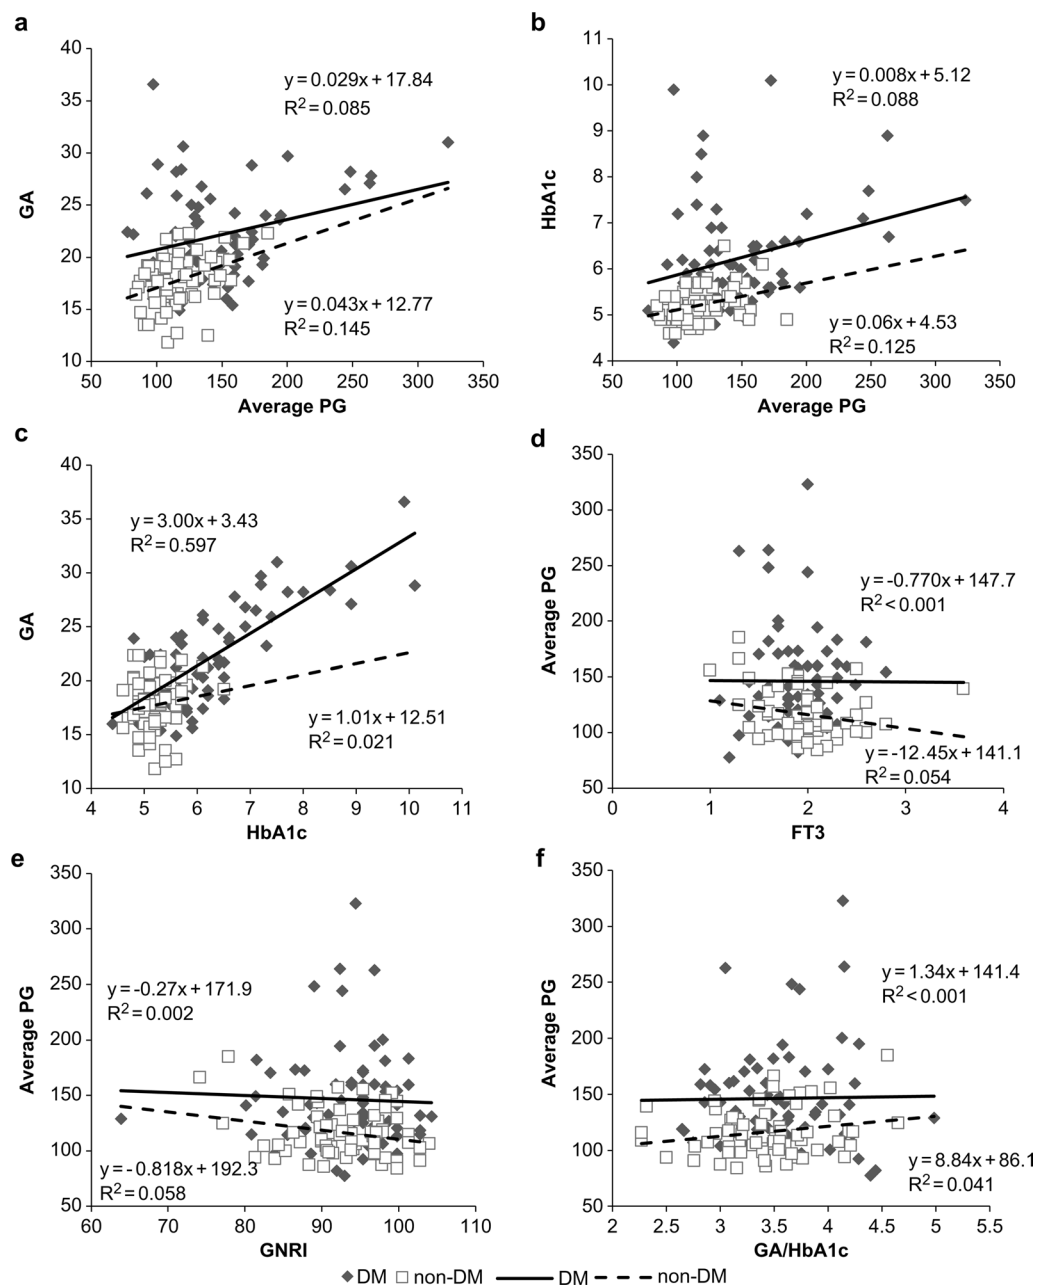 a
40
35
30
25
20
15
10
GA
y=0.029x+17.84
R2=0.085
y=0.043x+12.77
R2=0.145
50 100 150 200 250 300 350
Average PG
b
11
10
9
8
7
6
5
4
HbA1c
y=0.008x+5.12
R2=0.088
y=0.06x+4.53
R2=0.125
50 100 150 200 250 300 350
Average PG
c
40
35
30
25
20
15
10
GA
y=3.00x+3.43
R2=0.597
y=1.01x+12.51
R2=0.021
4 5 6 7 8 9 10 11
HbA1c
d
350
300
250
200
150
100
50
Average PG
y=-0.770x+147.7
R2<0.001
y=-12.45x+141.1
R2=0.054
0 1 2 3 4
FT3
e
350
300
250
200
150
100
50
Average PG
y=-0.27x+171.9
R2=0.002
y=-0.818x+192.3
R2=0.058
60 70 80 90 100 110
GNRI
f
350
300
250
200
150
100
50
Average PG
y=1.34x+141.4
R2<0.001
y=8.84x+86.1
R2=0.041
2 2.5 3 3.5 4 4.5 5 5.5
GA/HbA1c
DM non-DM DM non-DM